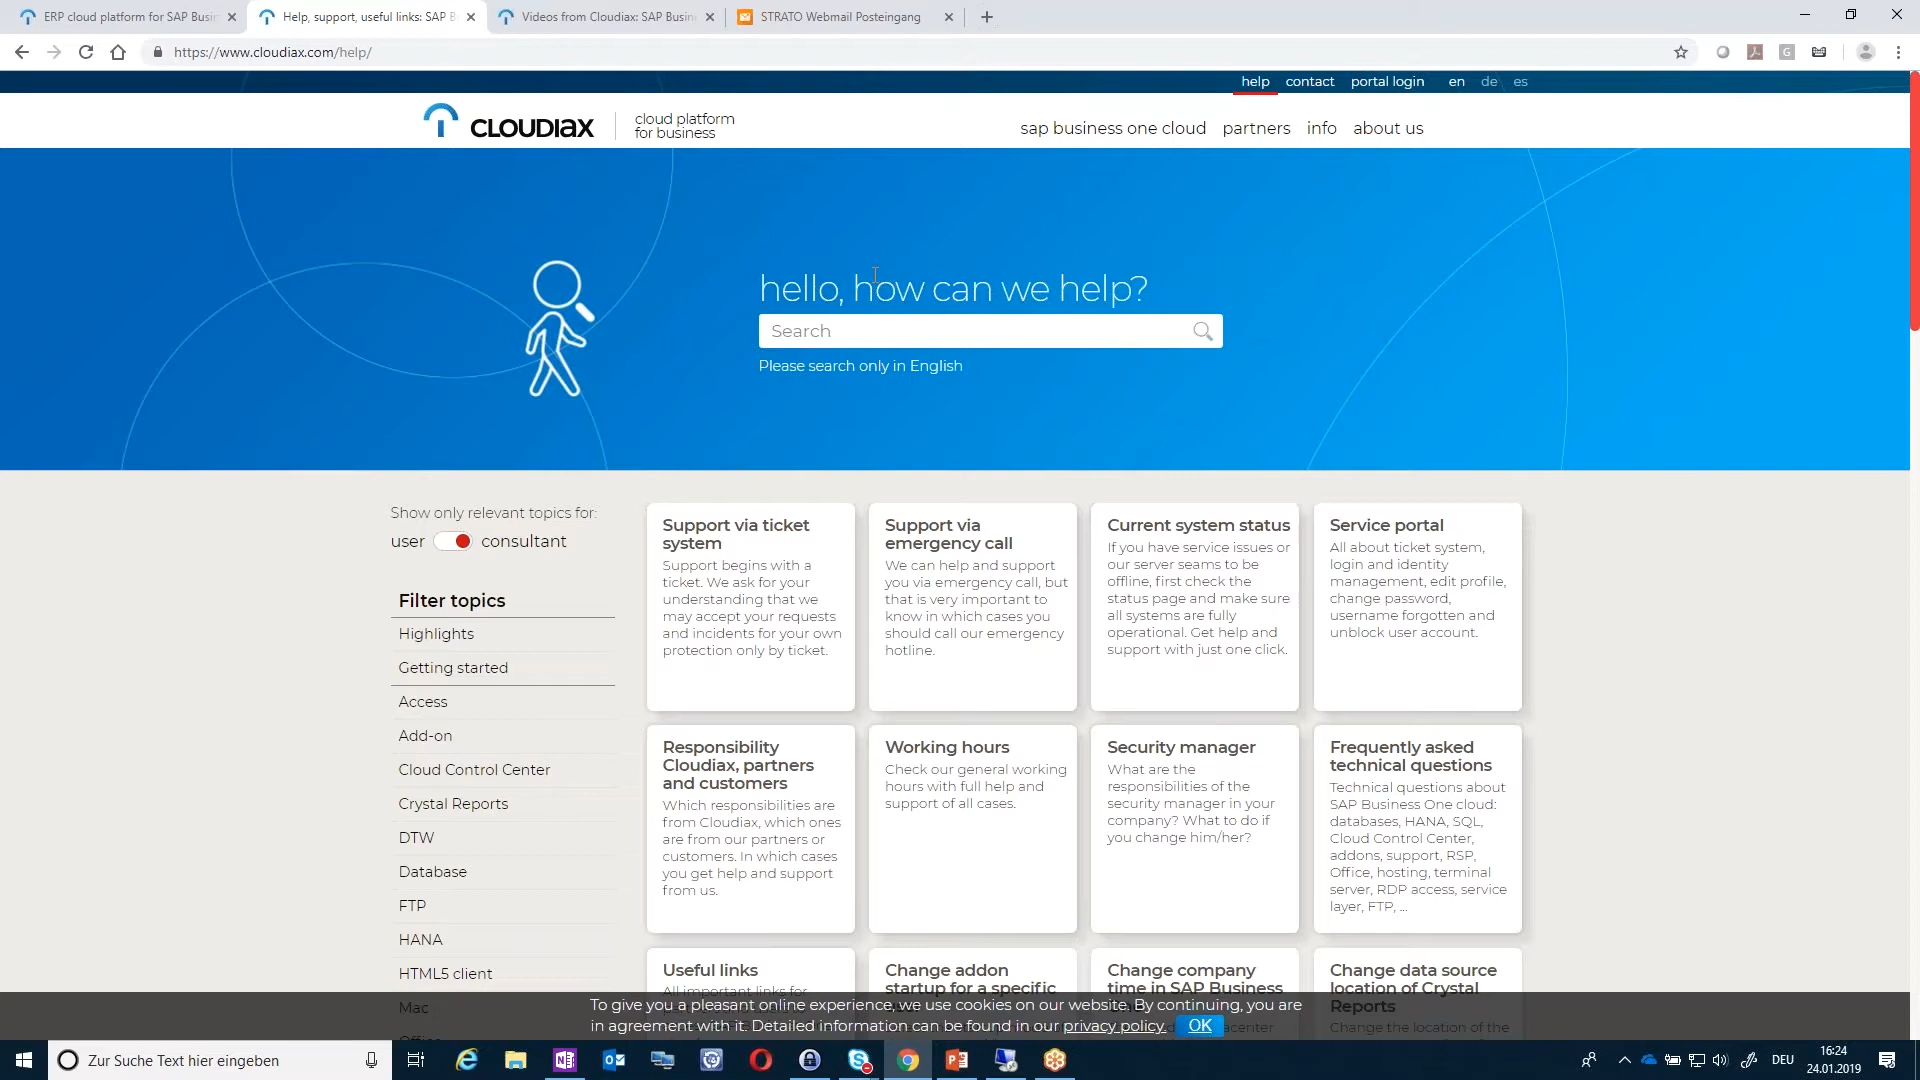 ERP cloud platform for SAP Busin
Help, support, useful links: SAP B
Videos from Cloudiax: SAP Busin
STRATO Webmail Posteingang
https://www.cloudiax.com/help/
help contact portal login en de es
CLOUDIAX
cloud platform
for business
sap business one cloud partners info about us
hello, how can we help?
Search
Please search only in English
Show only relevant topics for:
user consultant
Filter topics
Highlights
Getting started
Access
Add-on
Cloud Control Center
Crystal Reports
DTW
Database
FTP
HANA
HTML5 client
Mac
Support via ticket
system
Support begins with a
ticket. We ask for your
understanding that we
may accept your requests
and incidents for your own
protection only by ticket.
Support via
emergency call
We can help and support
you via emergency call, but
that is very important to
know in which cases you
should call our emergency
hotline.
Current system status
If you have service issues or
our server seams to be
offline, first check the
status page and make sure
all systems are fully
operational. Get help and
support with just one click.
Service portal
All about ticket system,
login and identity
management, edit profile,
change password,
username forgotten and
unblock user account.
Responsibility
Cloudiax, partners
and customers
Which responsibilities are
from Cloudiax, which ones
are from our partners or
customers. In which cases
you get help and support
from us.
Working hours
Check our general working
hours with full help and
support of all cases.
Security manager
What are the
responsibilities of the
security manager in your
company? What to do if
you change him/her?
Frequently asked
technical questions
Technical questions about
SAP Business One cloud:
databases, HANA, SQL,
Cloud Control Center,
addons, support, RSP,
Office, hosting, terminal
server, RDP access, service
layer, FTP, ...
Useful links
All important links for
Change addon
startup for a specific
Change company
time in SAP Business
Change data source
location of Crystal
Reports
Change the location of the
To give you a pleasant online experience, we use cookies on our website. By continuing, you are
in agreement with it. Detailed information can be found in our privacy policy. OK
Zur Suche Text hier eingeben
DEU
16:24
24.01.2019